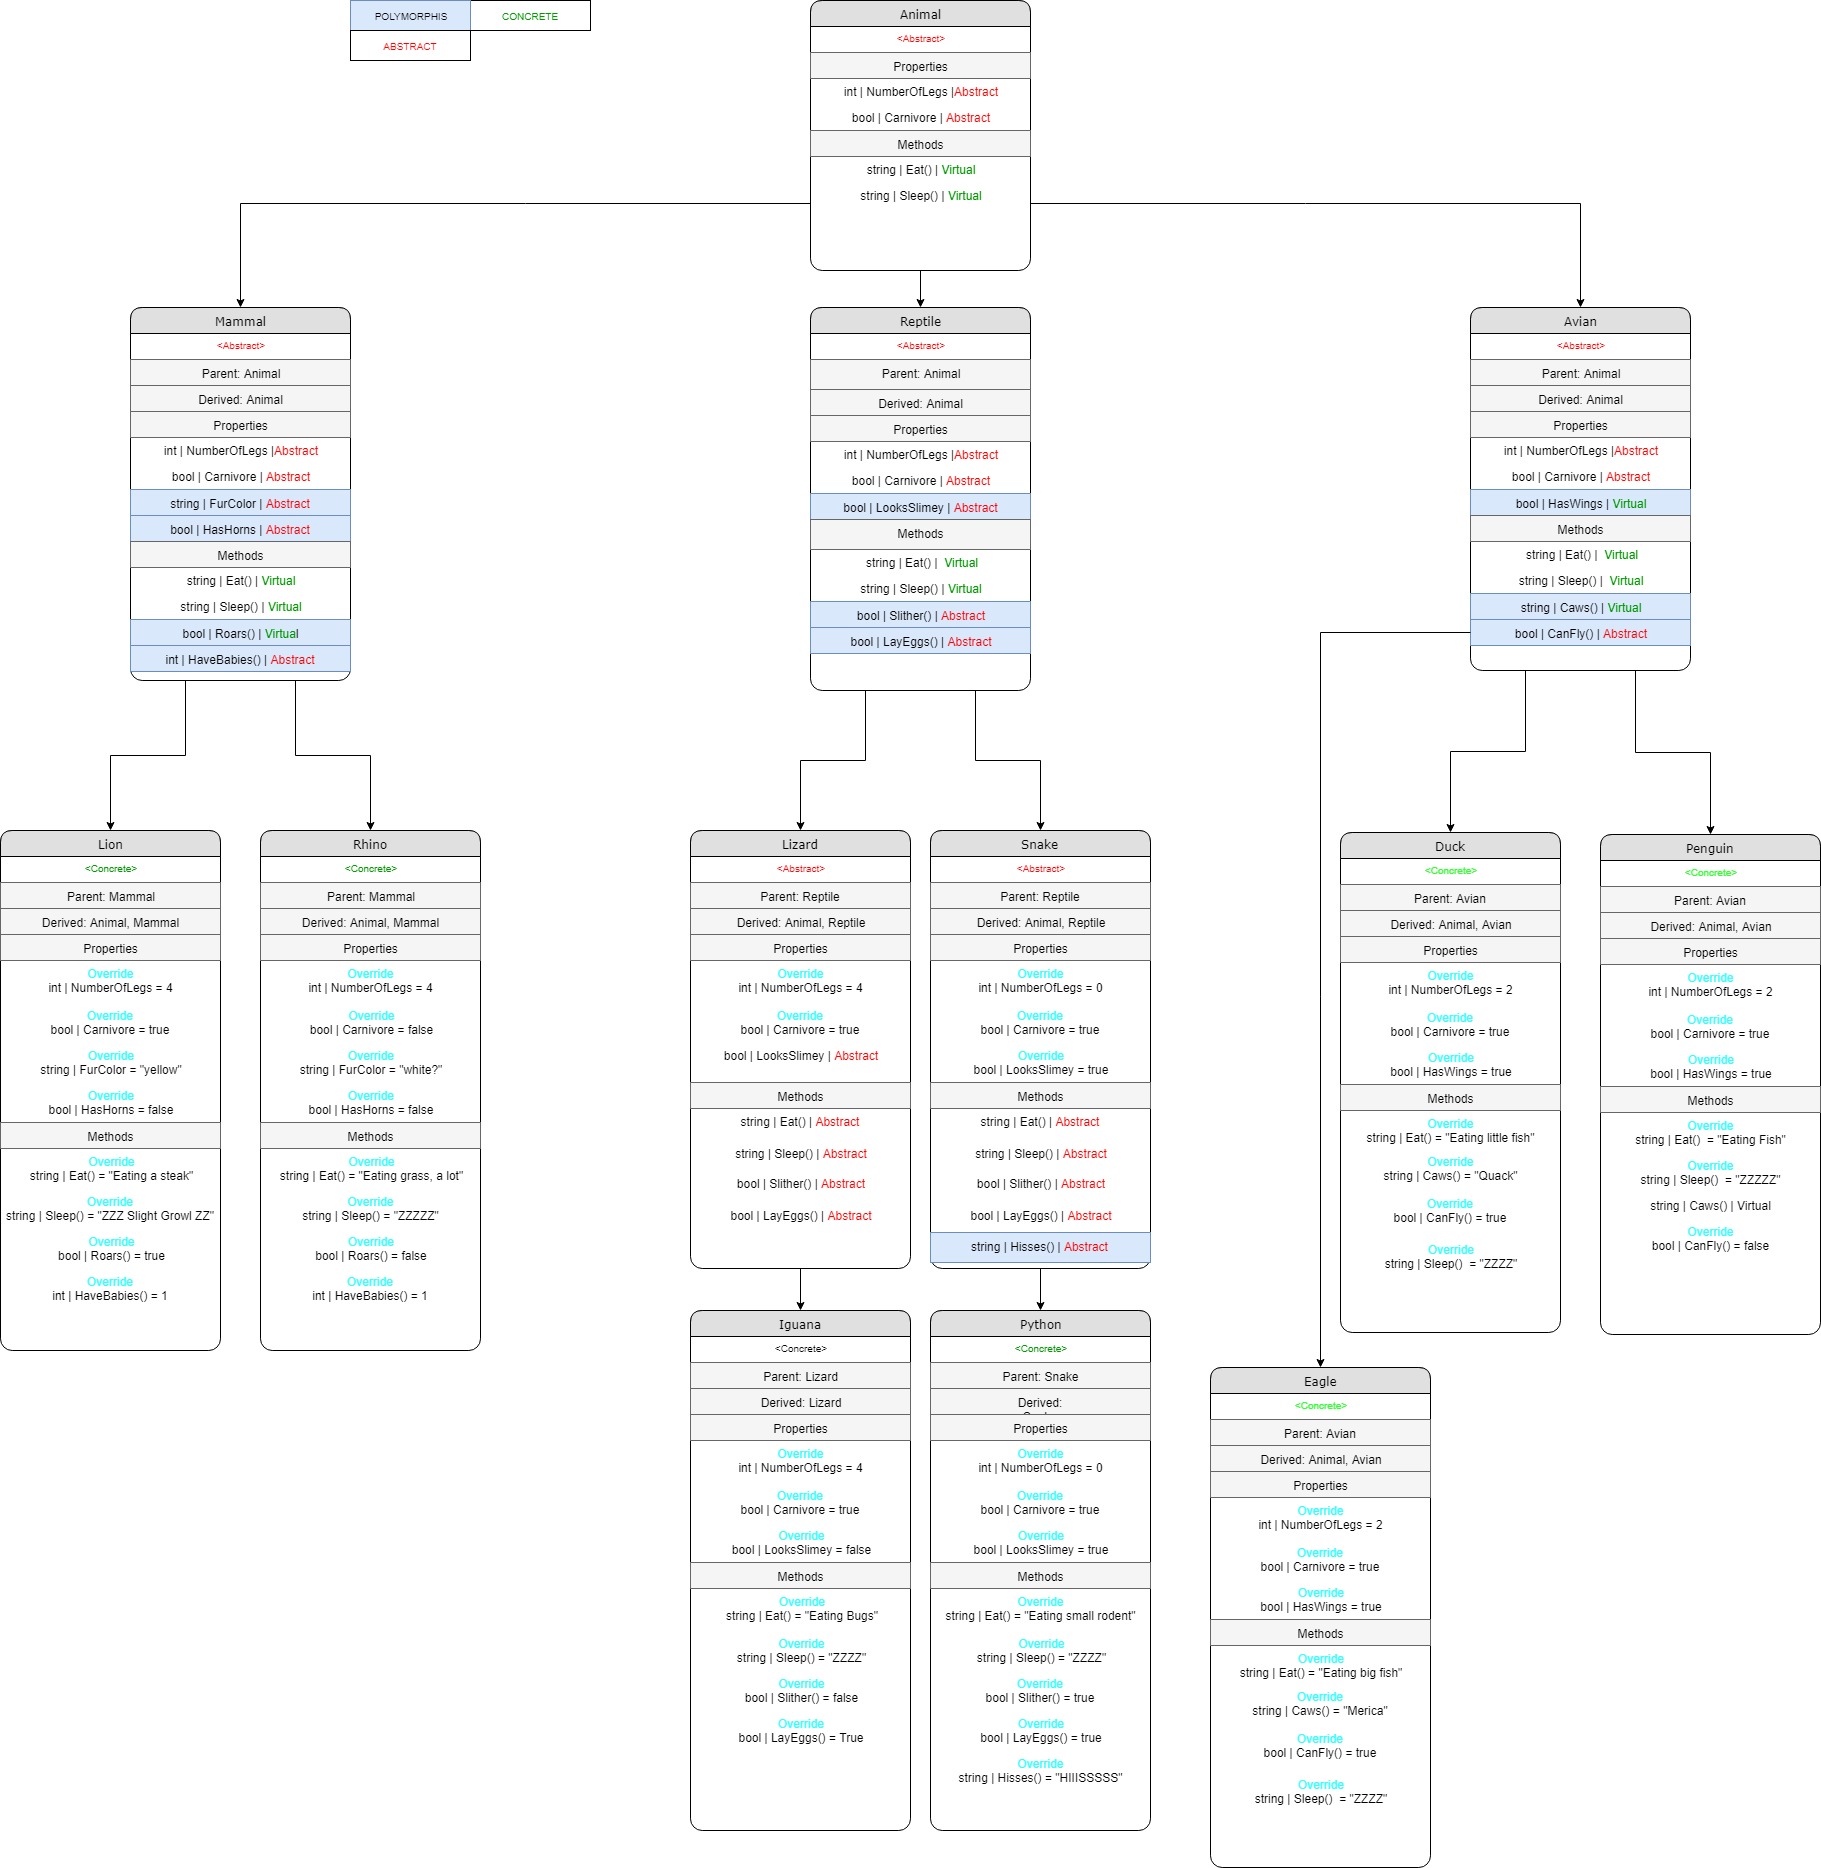 POLYMORPHIS
CONCRETE
ABSTRACT
Animal
<Abstract>
Properties
int | NumberOfLegs |Abstract
bool | Carnivore | Abstract
Methods
string | Eat() | Virtual
string | Sleep() | Virtual
Mammal
<Abstract>
Parent: Animal
Derived: Animal
Properties
int | NumberOfLegs |Abstract
bool | Carnivore | Abstract
string | FurColor | Abstract
bool | HasHorns | Abstract
Methods
string | Eat() | Virtual
string | Sleep() | Virtual
bool | Roars() | Virtual
int | HaveBabies() | Abstract
Reptile
<Abstract>
Parent: Animal
Derived: Animal
Properties
int | NumberOfLegs |Abstract
bool | Carnivore | Abstract
bool | LooksSlimey | Abstract
Methods
string | Eat() |  Virtual
string | Sleep() | Virtual
bool | Slither() | Abstract
bool | LayEggs() | Abstract
Avian
<Abstract>
Parent: Animal
Derived: Animal
Properties
int | NumberOfLegs |Abstract
bool | Carnivore | Abstract
bool | HasWings | Virtual
Methods
string | Eat() |  Virtual
string | Sleep() |  Virtual
string | Caws() | Virtual
bool | CanFly() | Abstract
Lion
<Concrete>
Parent: Mammal
Derived: Animal, Mammal
Properties
Override
int | NumberOfLegs = 4
Override
bool | Carnivore = true
Override
string | FurColor = "yellow"
Override
bool | HasHorns = false
Methods
Override
string | Eat() = "Eating a steak"
Override
string | Sleep() = "ZZZ Slight Growl ZZ"
Override
bool | Roars() = true
Override
int | HaveBabies() = 1
Rhino
<Concrete>
Parent: Mammal
Derived: Animal, Mammal
Properties
Override
int | NumberOfLegs = 4
Override
bool | Carnivore = false
Override
string | FurColor = "white?"
Override
bool | HasHorns = false
Methods
Override
string | Eat() = "Eating grass, a lot"
Override
string | Sleep() = "ZZZZZ"
Override
bool | Roars() = false
Override
int | HaveBabies() = 1
Lizard
<Abstract>
Parent: Reptile
Derived: Animal, Reptile
Properties
Override
int | NumberOfLegs = 4
Override
bool | Carnivore = true
bool | LooksSlimey | Abstract
Methods
string | Eat() | Abstract
string | Sleep() | Abstract
bool | Slither() | Abstract
bool | LayEggs() | Abstract
Snake
<Abstract>
Parent: Reptile
Derived: Animal, Reptile
Properties
Override
int | NumberOfLegs = 0
Override
bool | Carnivore = true
Override
bool | LooksSlimey = true
Methods
string | Eat() | Abstract
string | Sleep() | Abstract
bool | Slither() | Abstract
bool | LayEggs() | Abstract
string | Hisses() | Abstract
Duck
<Concrete>
Parent: Avian
Derived: Animal, Avian
Properties
Override
int | NumberOfLegs = 2
Override
bool | Carnivore = true
Override
bool | HasWings = true
Methods
Override
string | Eat() = "Eating little fish"
Override
string | Caws() = "Quack"
Override
bool | CanFly() = true
Override
string | Sleep()  = "ZZZZ"
Penguin
<Concrete>
Parent: Avian
Derived: Animal, Avian
Properties
Override
int | NumberOfLegs = 2
Override
bool | Carnivore = true
Override
bool | HasWings = true
Methods
Override
string | Eat()  = "Eating Fish"
Override
string | Sleep()  = "ZZZZZ"
string | Caws() | Virtual
Override
bool | CanFly() = false
Iguana
<Concrete>
Parent: Lizard
Derived: Lizard
Properties
Override
int | NumberOfLegs = 4
Override
bool | Carnivore = true
Override
bool | LooksSlimey = false
Methods
Override
string | Eat() = "Eating Bugs"
Override
string | Sleep() = "ZZZZ"
Override
bool | Slither() = false
Override
bool | LayEggs() = True
Python
<Concrete>
Parent: Snake
Derived:
Properties
Override
int | NumberOfLegs = 0
Override
bool | Carnivore = true
Override
bool | LooksSlimey = true
Methods
Override
string | Eat() = "Eating small rodent"
Override
string | Sleep() = "ZZZZ"
Override
bool | Slither() = true
Override
bool | LayEggs() = true
Override
string | Hisses() = "HIIISSSSS"
Eagle
<Concrete>
Parent: Avian
Derived: Animal, Avian
Properties
Override
int | NumberOfLegs = 2
Override
bool | Carnivore = true
Override
bool | HasWings = true
Methods
Override
string | Eat() = "Eating big fish"
Override
string | Caws() = "Merica"
Override
bool | CanFly() = true
Override
string | Sleep()  = "ZZZZ"